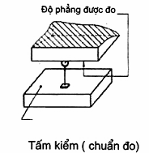 Độ phẳng được đo
Tấm kiểm ( chuẩn đo)